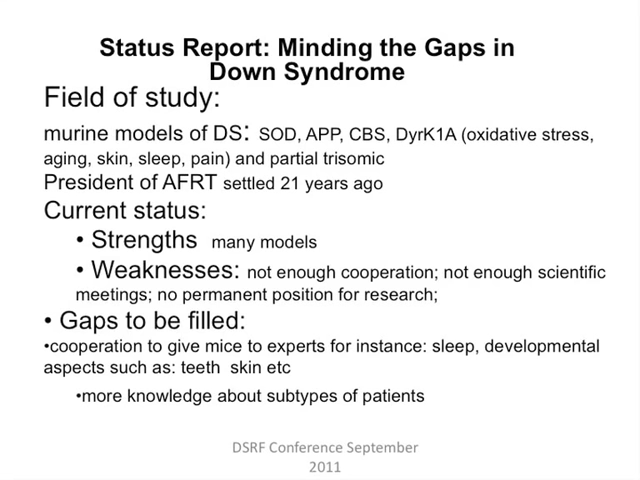 Status Report: Minding the Gaps in
Down Syndrome
Field of study:
murine models of DS: SOD, APP, CBS, DyrK1A (oxidative stress,
aging, skin, sleep, pain) and partial trisomic
President of AFRT settled 21 years ago
Current status:
• Strengths many models
• Weaknesses: not enough cooperation; not enough scientific
meetings; no permanent position for research;
• Gaps to be filled:
•cooperation to give mice to experts for instance: sleep, developmental
aspects such as: teeth skin etc
•more knowledge about subtypes of patients
DSRF Conference September
2011